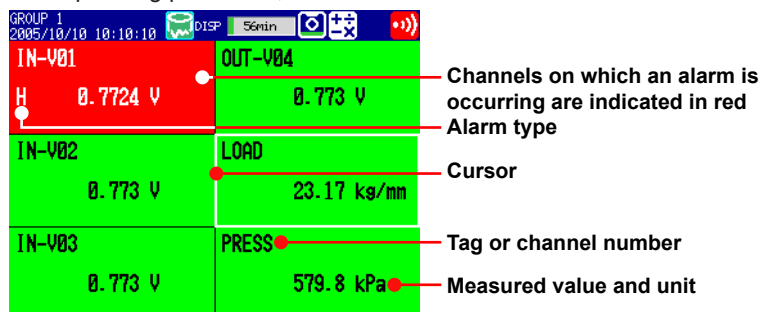 GROUP 1
2005/10/10 10:10:10 DISP 56min
IN-V01
H 0.7724 V
OUT-V04
0.773 V
IN-V02
0.773 V
LOAD
23.17 kg/mm
IN-V03
0.773 V
PRESS
579.8 kPa
Channels on which an alarm is
occurring are indicated in red
Alarm type
Cursor
Tag or channel number
Measured value and unit